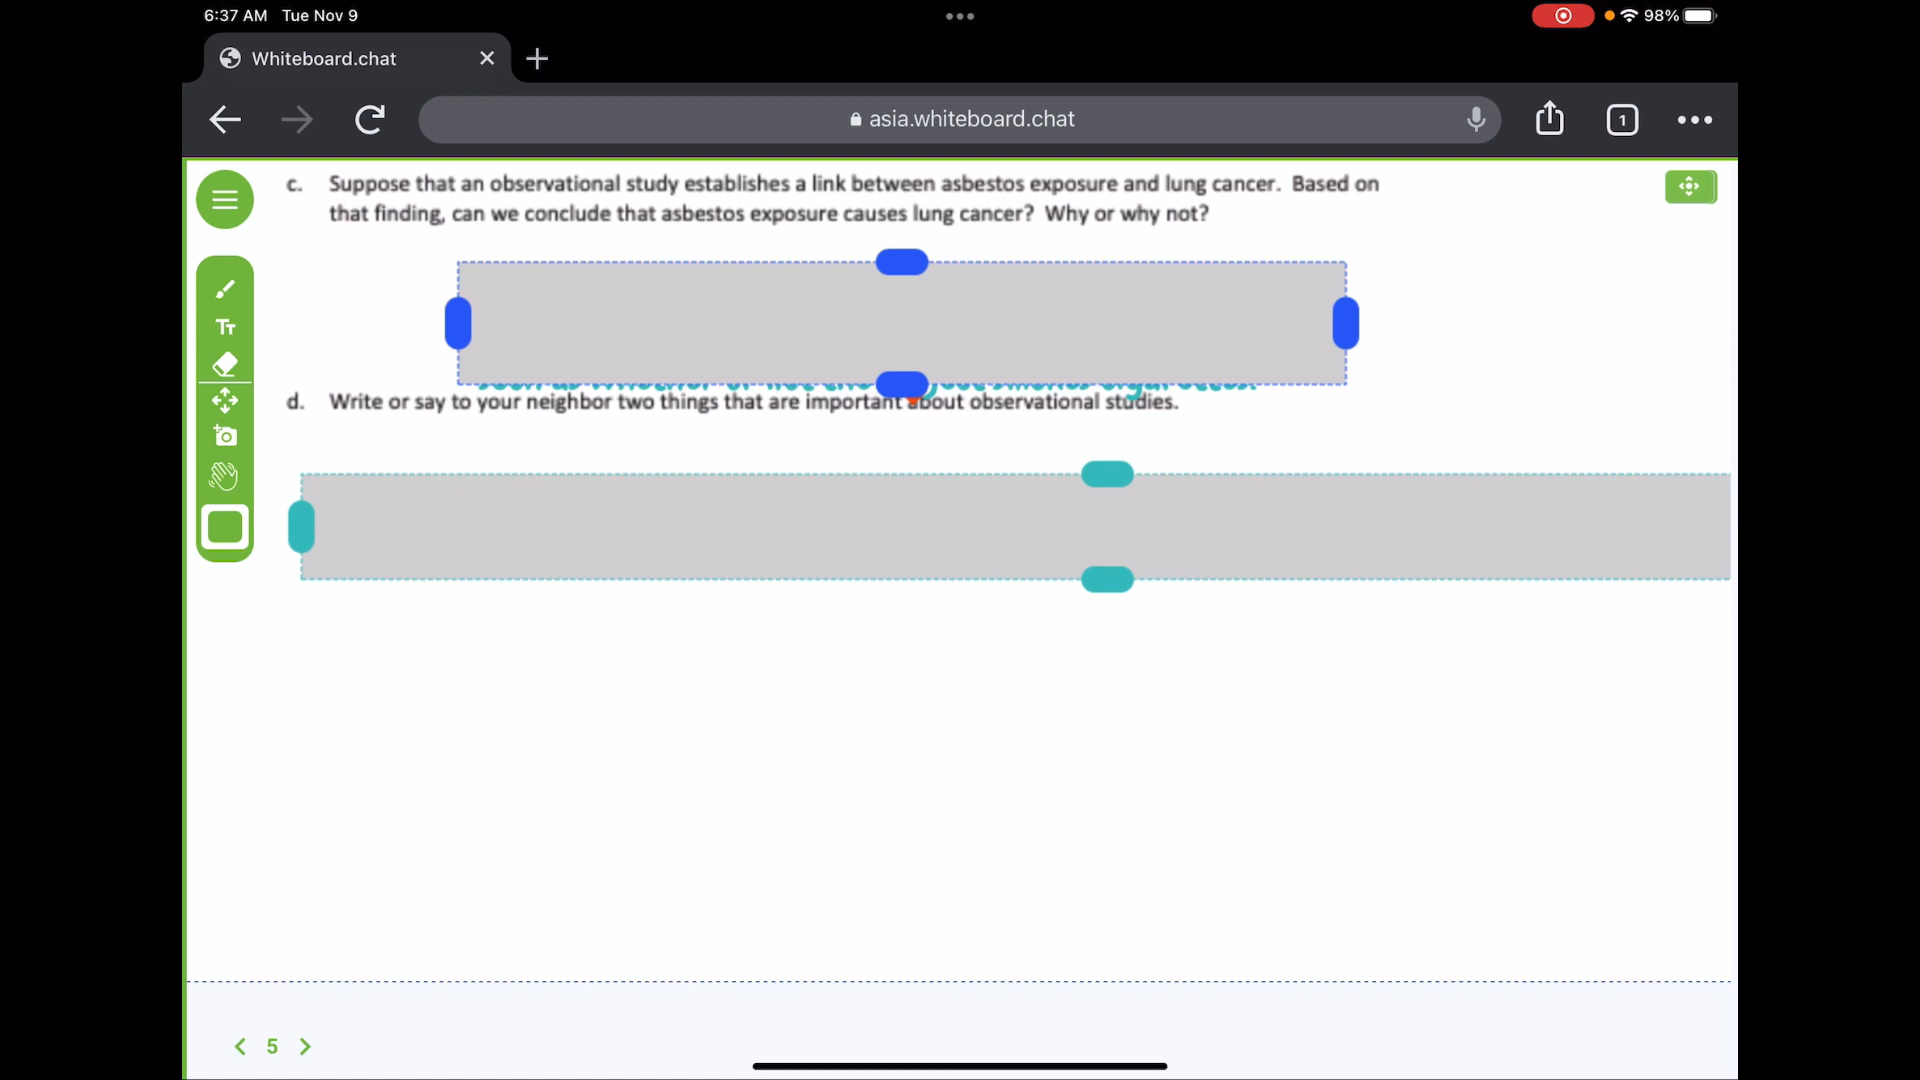 6:37 AM Tue Nov 9
98%
Whiteboard.chat
asia.whiteboard.chat
1
c. Suppose that an observational study establishes a link between asbestos exposure and lung cancer. Based on
that finding, can we conclude that asbestos exposure causes lung cancer? Why or why not?
d. Write or say to your neighbor two things that are important about observational studies.
Tт
5